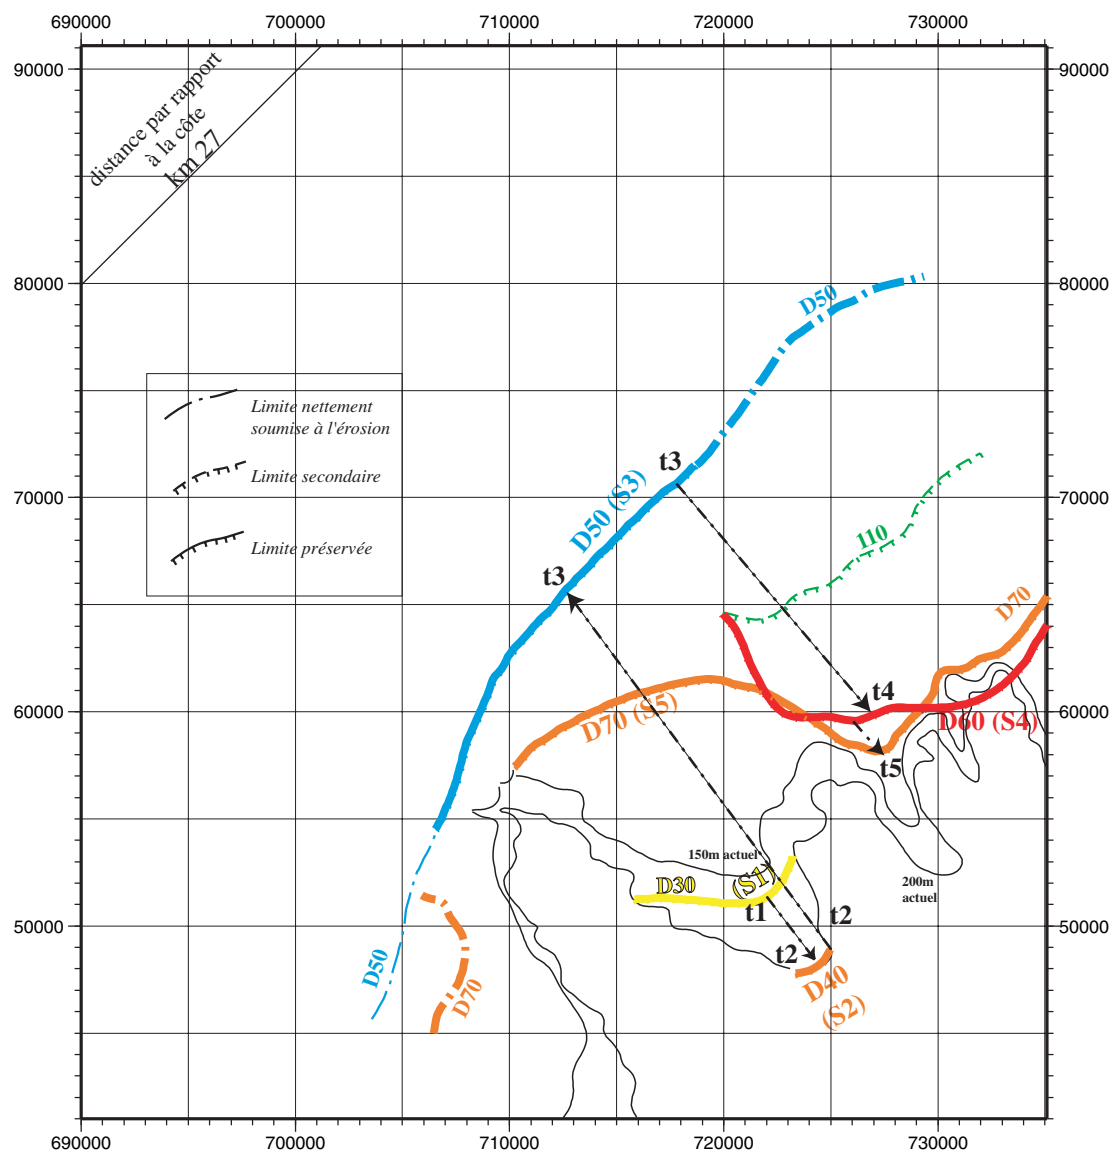 690000 700000 710000 720000 730000
90000 90000
distance par rapport
à la côte
km 27
80000 80000
D50
Limite nettement
soumise à l'érosion
Limite secondaire
Limite préservée
t3
D50 (S3)
70000 70000
110
t3
D70
t4
D70 (S5)
60000 60000
D60 (S4)
t5
150m actuel
200m
actuel
D30
(S1)
t1
t2
50000 50000
t2
D50
D70
D40
(S2)
690000 700000 710000 720000 730000